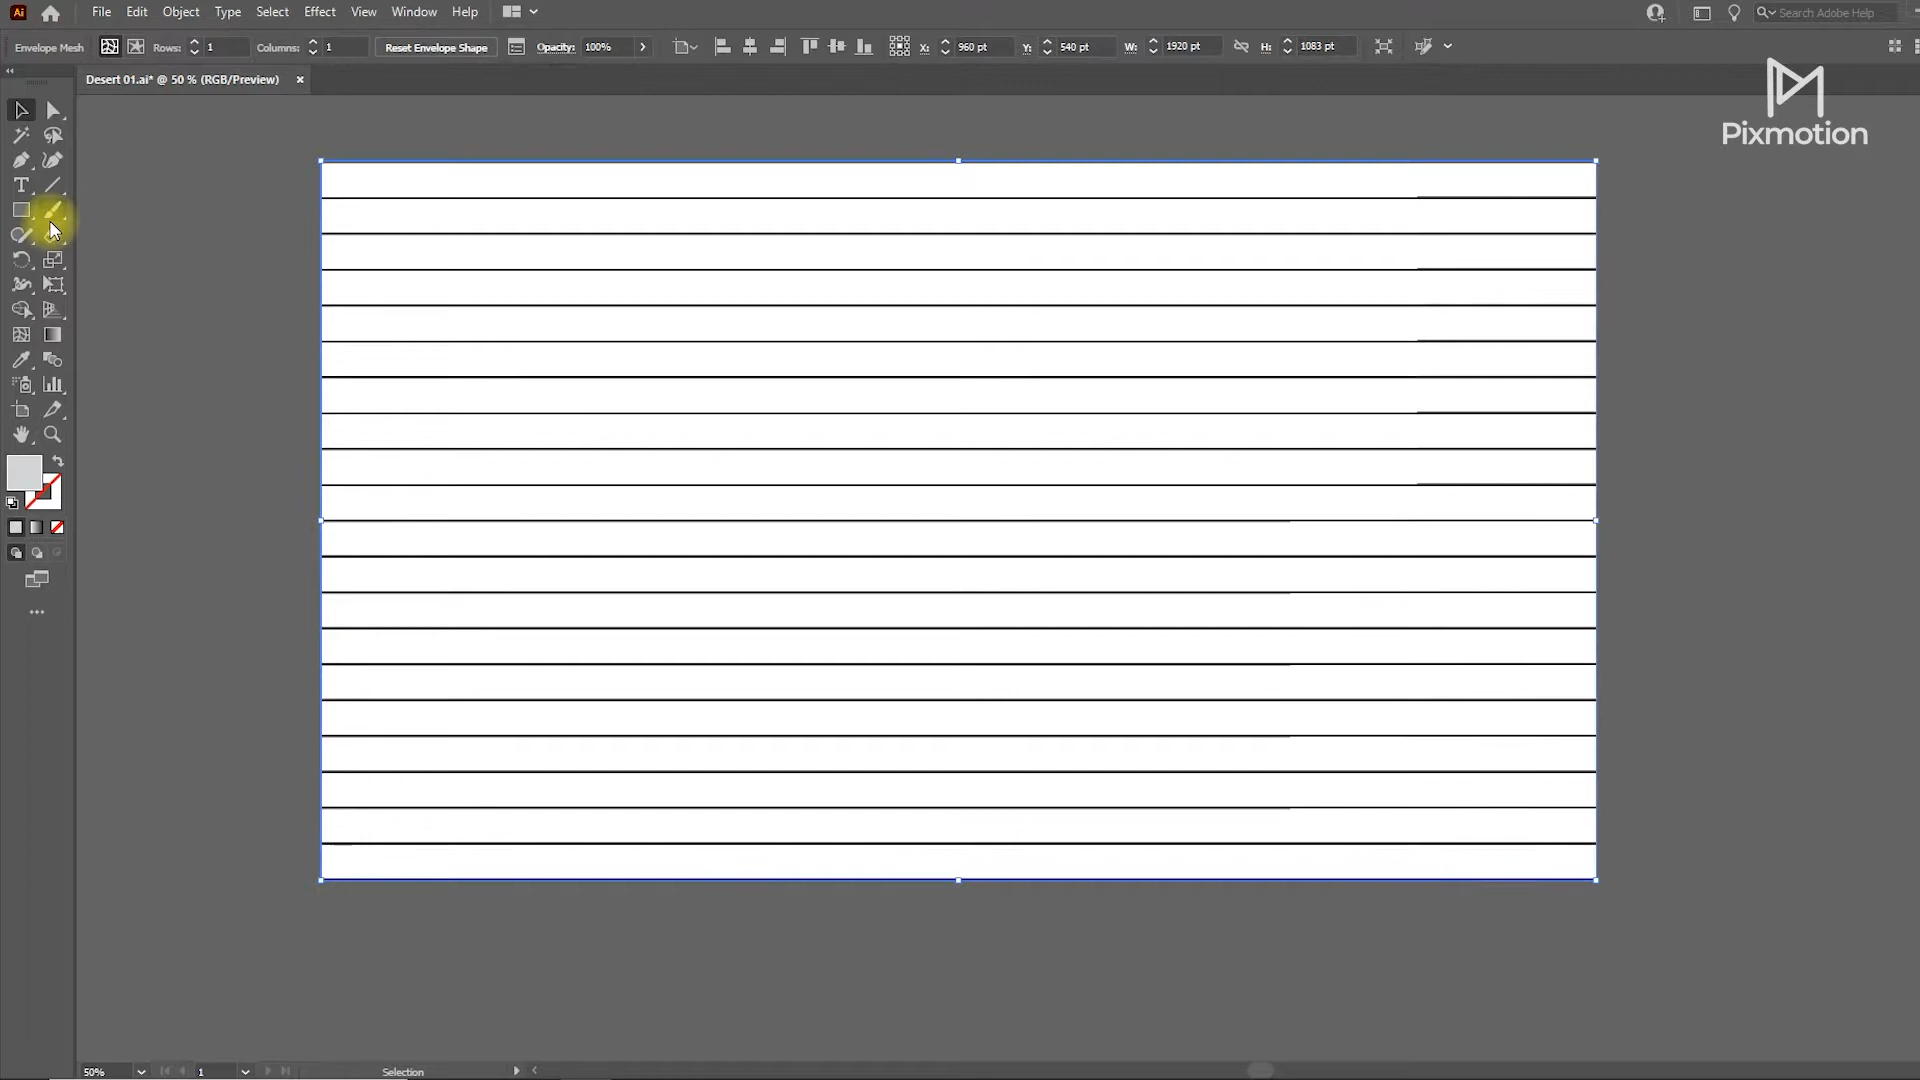 Ai File Edit Object Type Select Effect View Window Help Search Adobe Help
Envelope Mesh Rows: 1 Columns: 1 Reset Envelope Shape Opacity: 100% X: 960 pt Y: 540 pt W: 1920 pt H: 1083 pt
Desert 01.ai* @ 50 % (RGB/Preview) ×
Pixmotion
T
50% 1 Selection